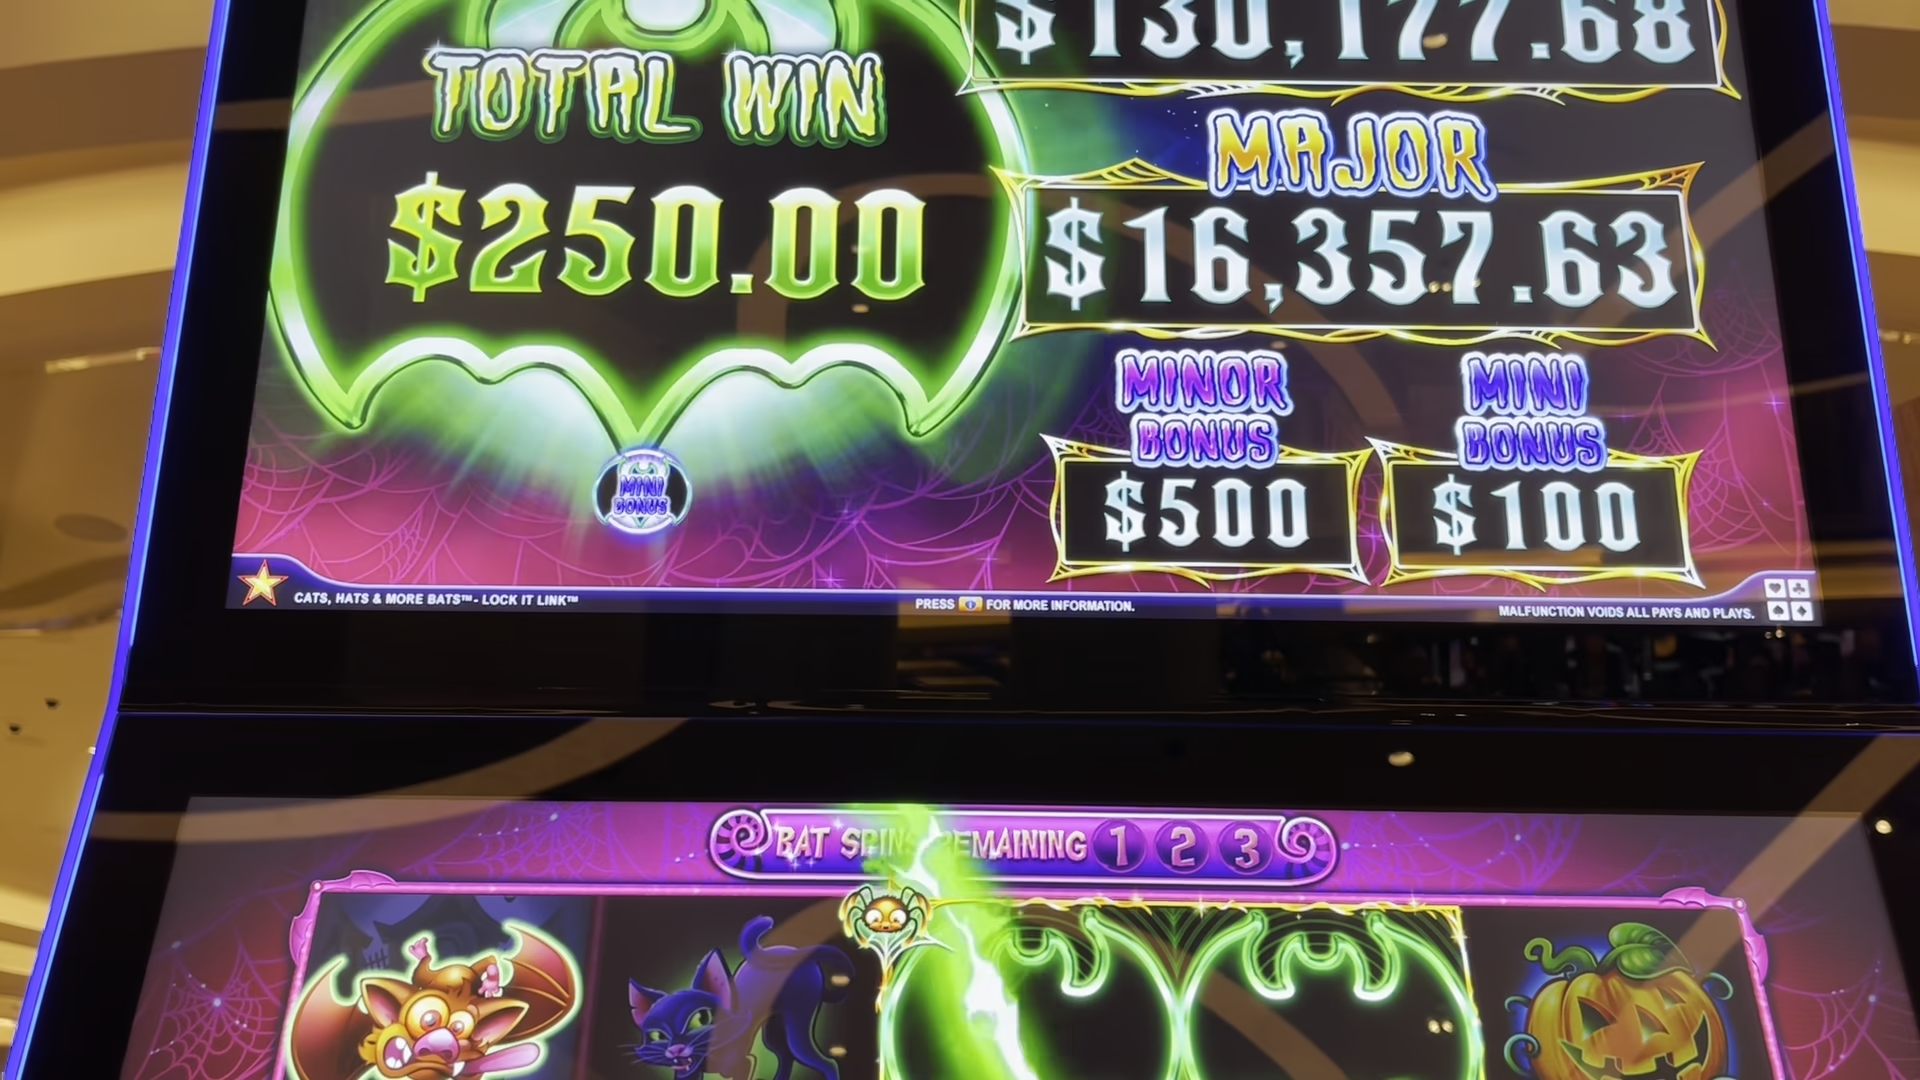 $130,177.68
TOTAL WIN
$250.00
MAJOR
$16,357.63
MINOR
BONUS
$500
MINI
BONUS
$100
MINI
BONUS
CATS, HATS & MORE BATS™ - LOCK IT LINK™
PRESS i FOR MORE INFORMATION.
MALFUNCTION VOIDS ALL PAYS AND PLAYS.
BAT SPINS REMAINING 1 2 3